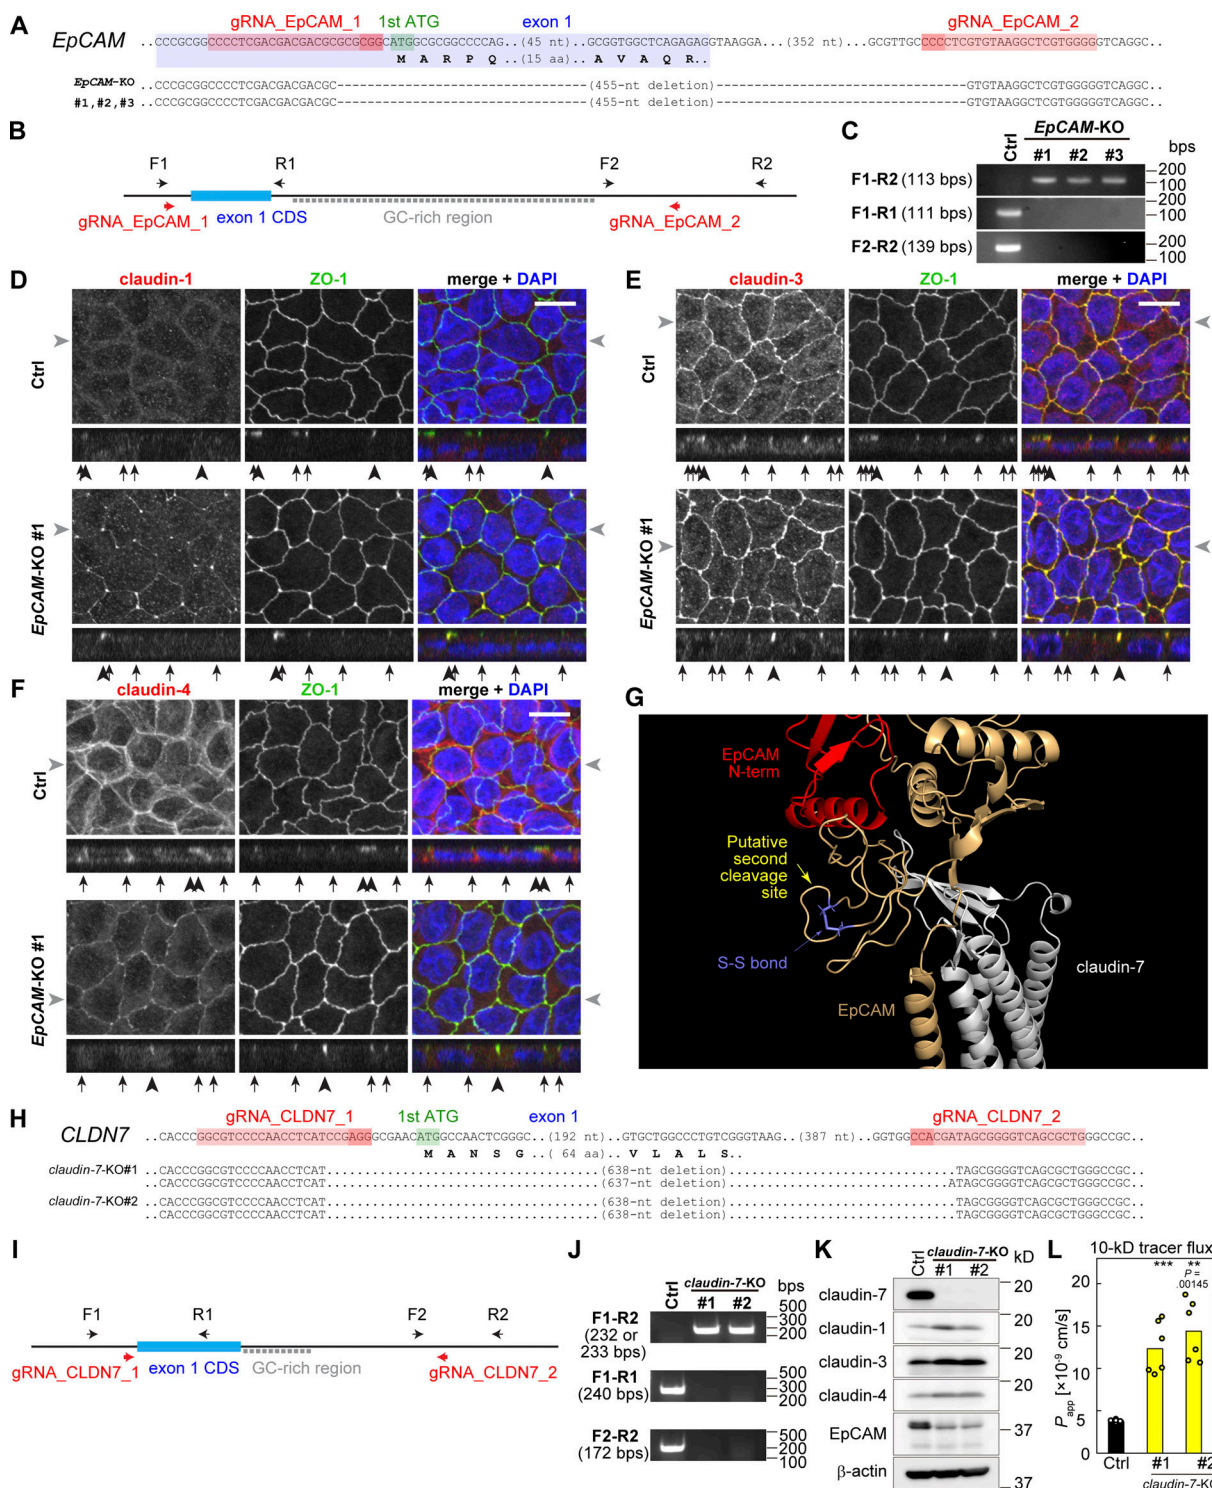 A
gRNA_EpCAM_1 1st ATG exon 1 gRNA_EpCAM_2
EpCAM ..CCCGCGGCCCCTCGACGACGACGCGCGCGGCATGGCGCGGCCCCAG..(45 nt)..GCGGTGGCTCAGAGAGGTAAGGA...(352 nt)..GCGTTGCCCCCTCGTGTAAGGCTCGTGGGGGTCAGGC..
M A R P Q ..(15 aa).. A V A Q R..
EpCAM-KO ..CCCGCGGCCCCTCGACGACGACGCGC------(455-nt deletion)------GTGTAAGGCTCGTGGGGGTCAGGC..
#1,#2,#3 ..CCCGCGGCCCCTCGACGACGACGCGC------(455-nt deletion)------GTGTAAGGCTCGTGGGGGTCAGGC..
B
F1 R1 F2 R2
gRNA_EpCAM_1 exon 1 CDS GC-rich region gRNA_EpCAM_2
C
Ctrl EpCAM-KO bps
#1 #2 #3
F1-R2 (113 bps) 200 100
F1-R1 (111 bps) 200 100
F2-R2 (139 bps) 200 100
D
claudin-1 ZO-1 merge + DAPI
Ctrl
EpCAM-KO #1
E
claudin-3 ZO-1 merge + DAPI
Ctrl
EpCAM-KO #1
F
claudin-4 ZO-1 merge + DAPI
Ctrl
EpCAM-KO #1
G
EpCAM
N-term
Putative
second
cleavage
site
S-S bond
claudin-7
EpCAM
H
gRNA_CLDN7_1 1st ATG exon 1 gRNA_CLDN7_2
CLDN7 ..CACCCGGCGTCCCCAACCTCATCCGAGGGCGAACATGGCCAACTCGGGC..(192 nt)..GTGCTGGCCCTGTCGGGTAAG..(387 nt)..GGTGGCCACGATAGCGGGGTCAGCGCTGGGCCGC..
M A N S G ..( 64 aa).. V L A L S..
claudin-7-KO#1 ..CACCCGGCGTCCCCAACCTCAT......(638-nt deletion)......TAGCGGGGTCAGCGCTGGGCCGC..
..CACCCGGCGTCCCCAACCTCAT......(637-nt deletion)......ATAGCGGGGTCAGCGCTGGGCCGC..
claudin-7-KO#2 ..CACCCGGCGTCCCCAACCTCAT......(638-nt deletion)......TAGCGGGGTCAGCGCTGGGCCGC..
..CACCCGGCGTCCCCAACCTCAT......(638-nt deletion)......TAGCGGGGTCAGCGCTGGGCCGC..
I
F1 R1 F2 R2
gRNA_CLDN7_1 exon 1 CDS GC-rich region gRNA_CLDN7_2
J
Ctrl claudin-7-KO bps
#1 #2
F1-R2
(232 or
233 bps)
500
300
200
F1-R1
(240 bps)
500
300
200
F2-R2
(172 bps)
500
200
100
K
Ctrl claudin-7-KO kD
#1 #2
claudin-7 20
claudin-1 20
claudin-3 20
claudin-4 20
EpCAM 37
β-actin 37
L
10-kD tracer flux
*** **
P =
.00145
Papp [×10-9 cm/s]
20
15
10
5
0
Ctrl #1 #2
claudin-7-KO